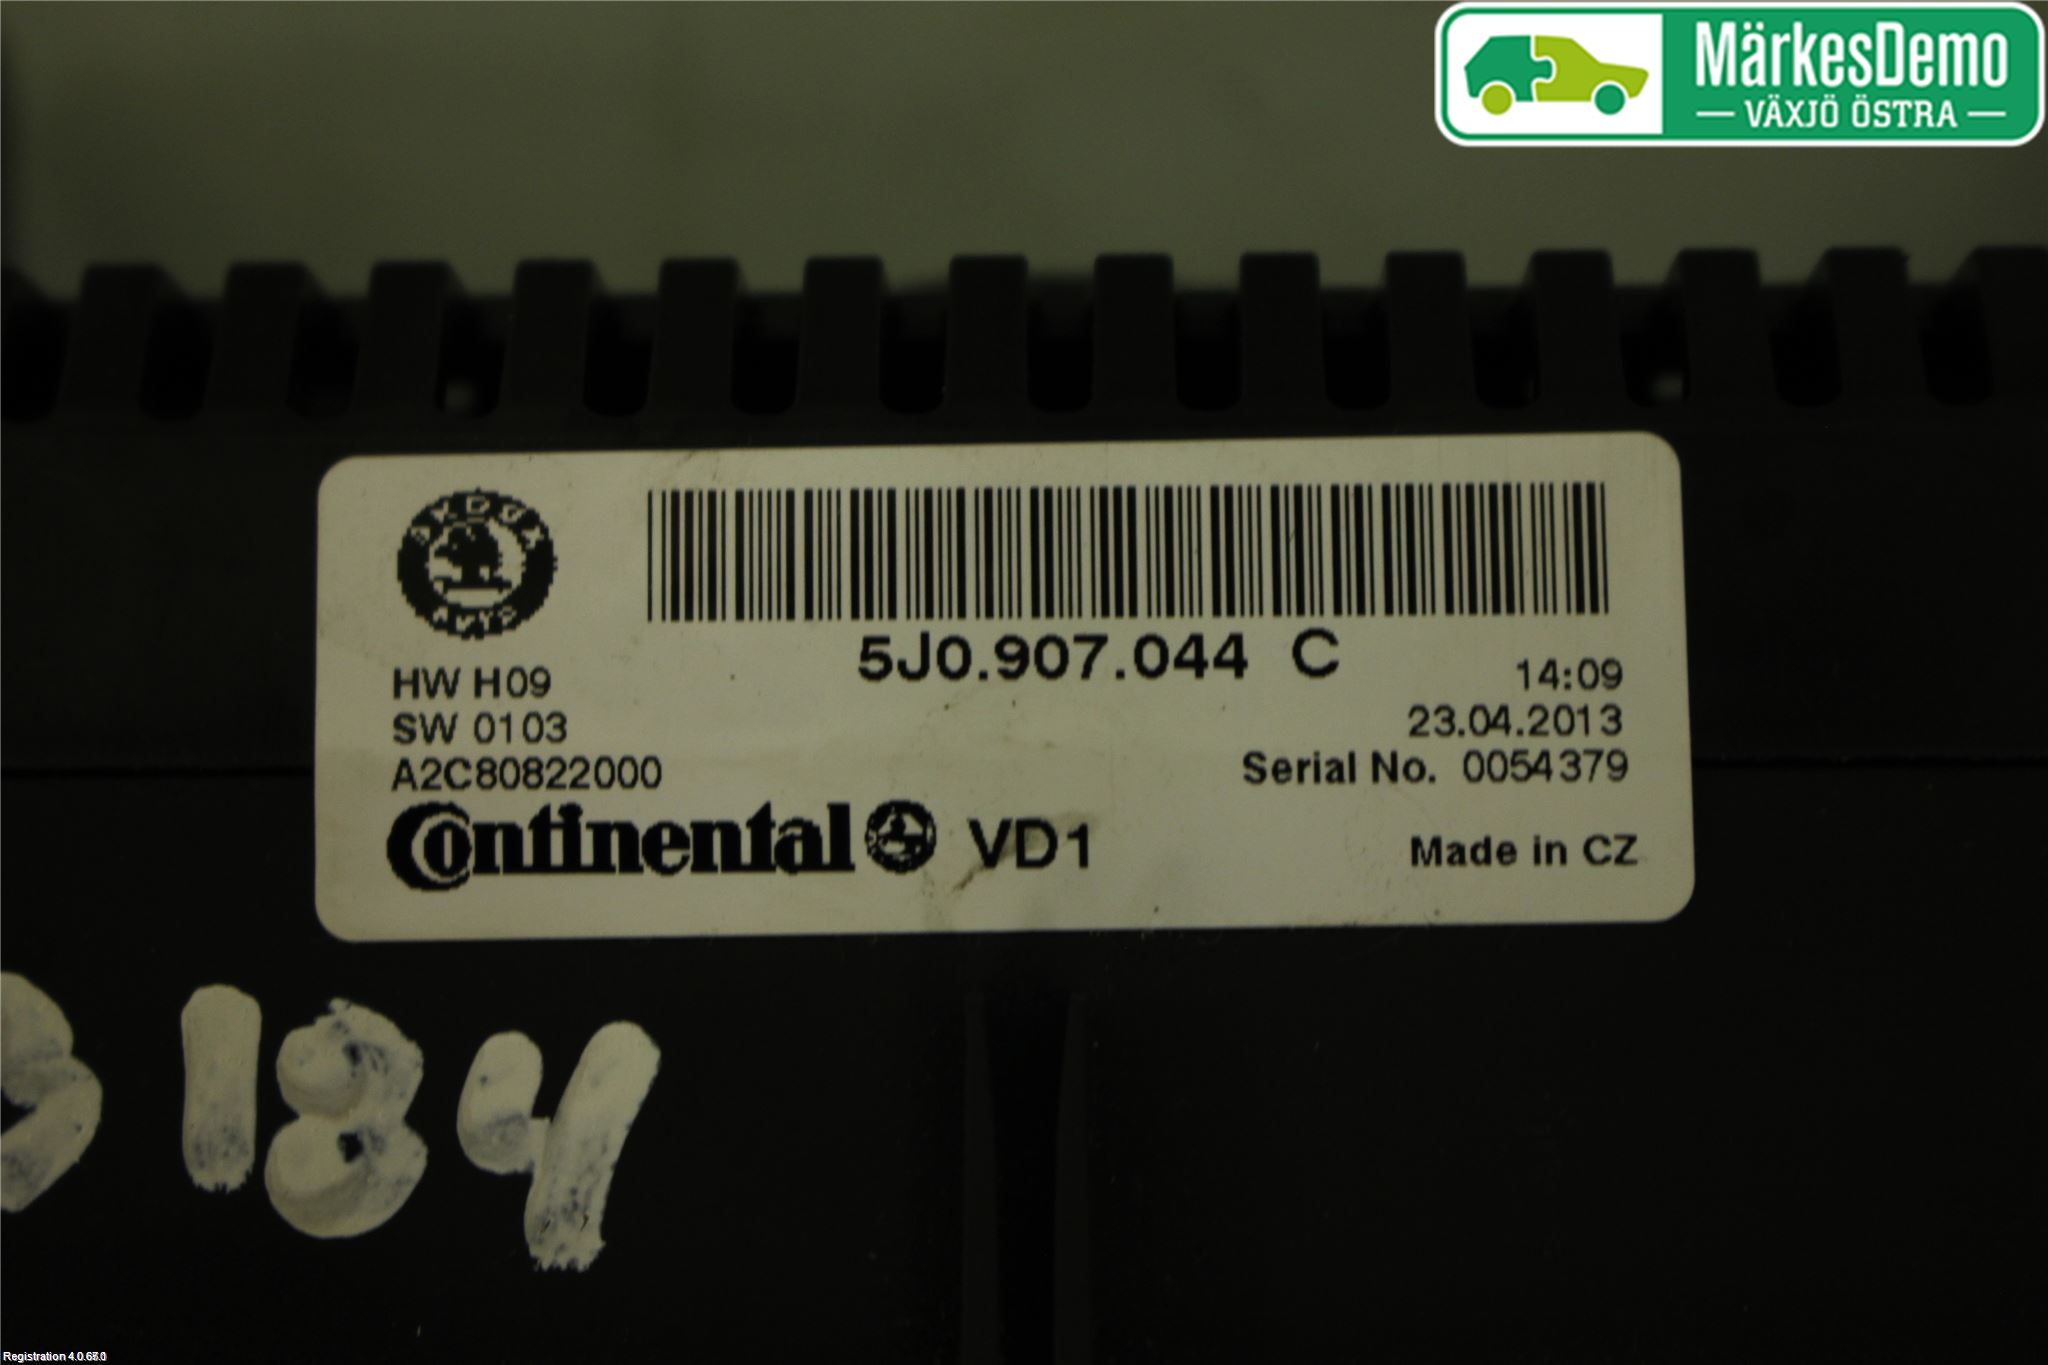 MärkesDemo
VÄXJÖ ÖSTRA
5J0.907.044 C
HW H09
14:09
SW 0103
23.04.2013
A2C80822000
Serial No. 0054379
Continental VD1
Made in CZ
184